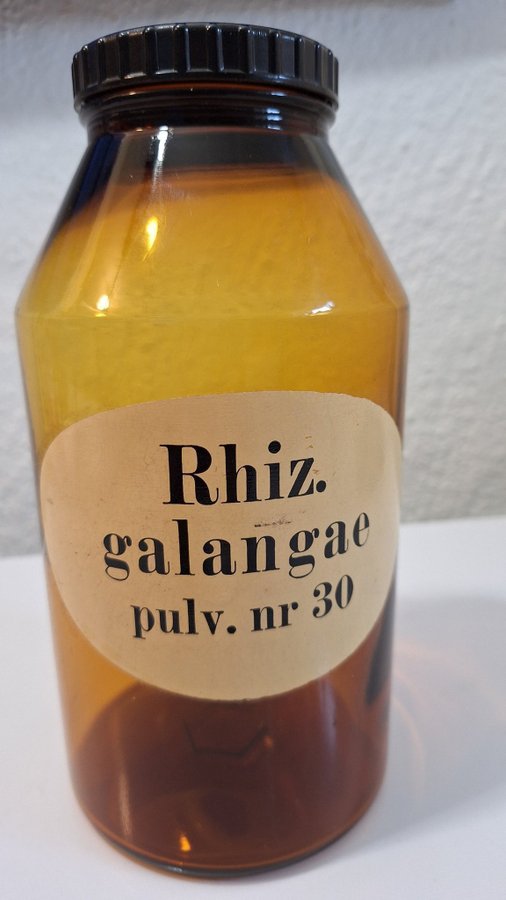 Rhiz.
galangae
pulv. nr 30